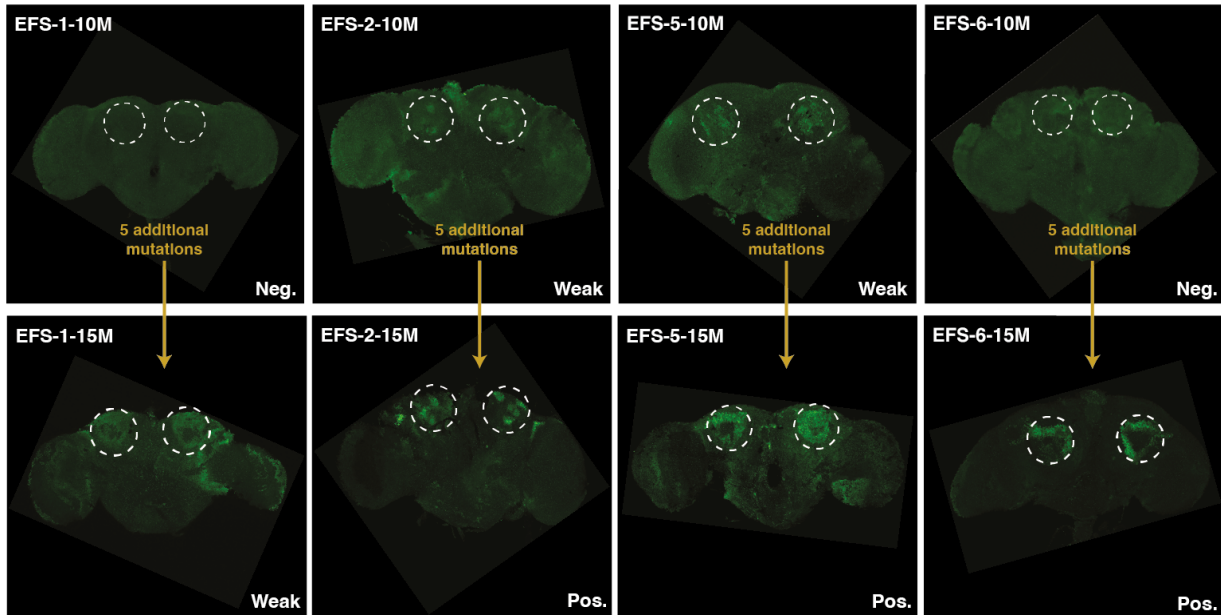 EFS-1-10M
EFS-2-10M
EFS-5-10M
EFS-6-10M
5 additional
mutations
5 additional
mutations
5 additional
mutations
5 additional
mutations
Neg.
Weak
Weak
Neg.
EFS-1-15M
EFS-2-15M
EFS-5-15M
EFS-6-15M
Weak
Pos.
Pos.
Pos.